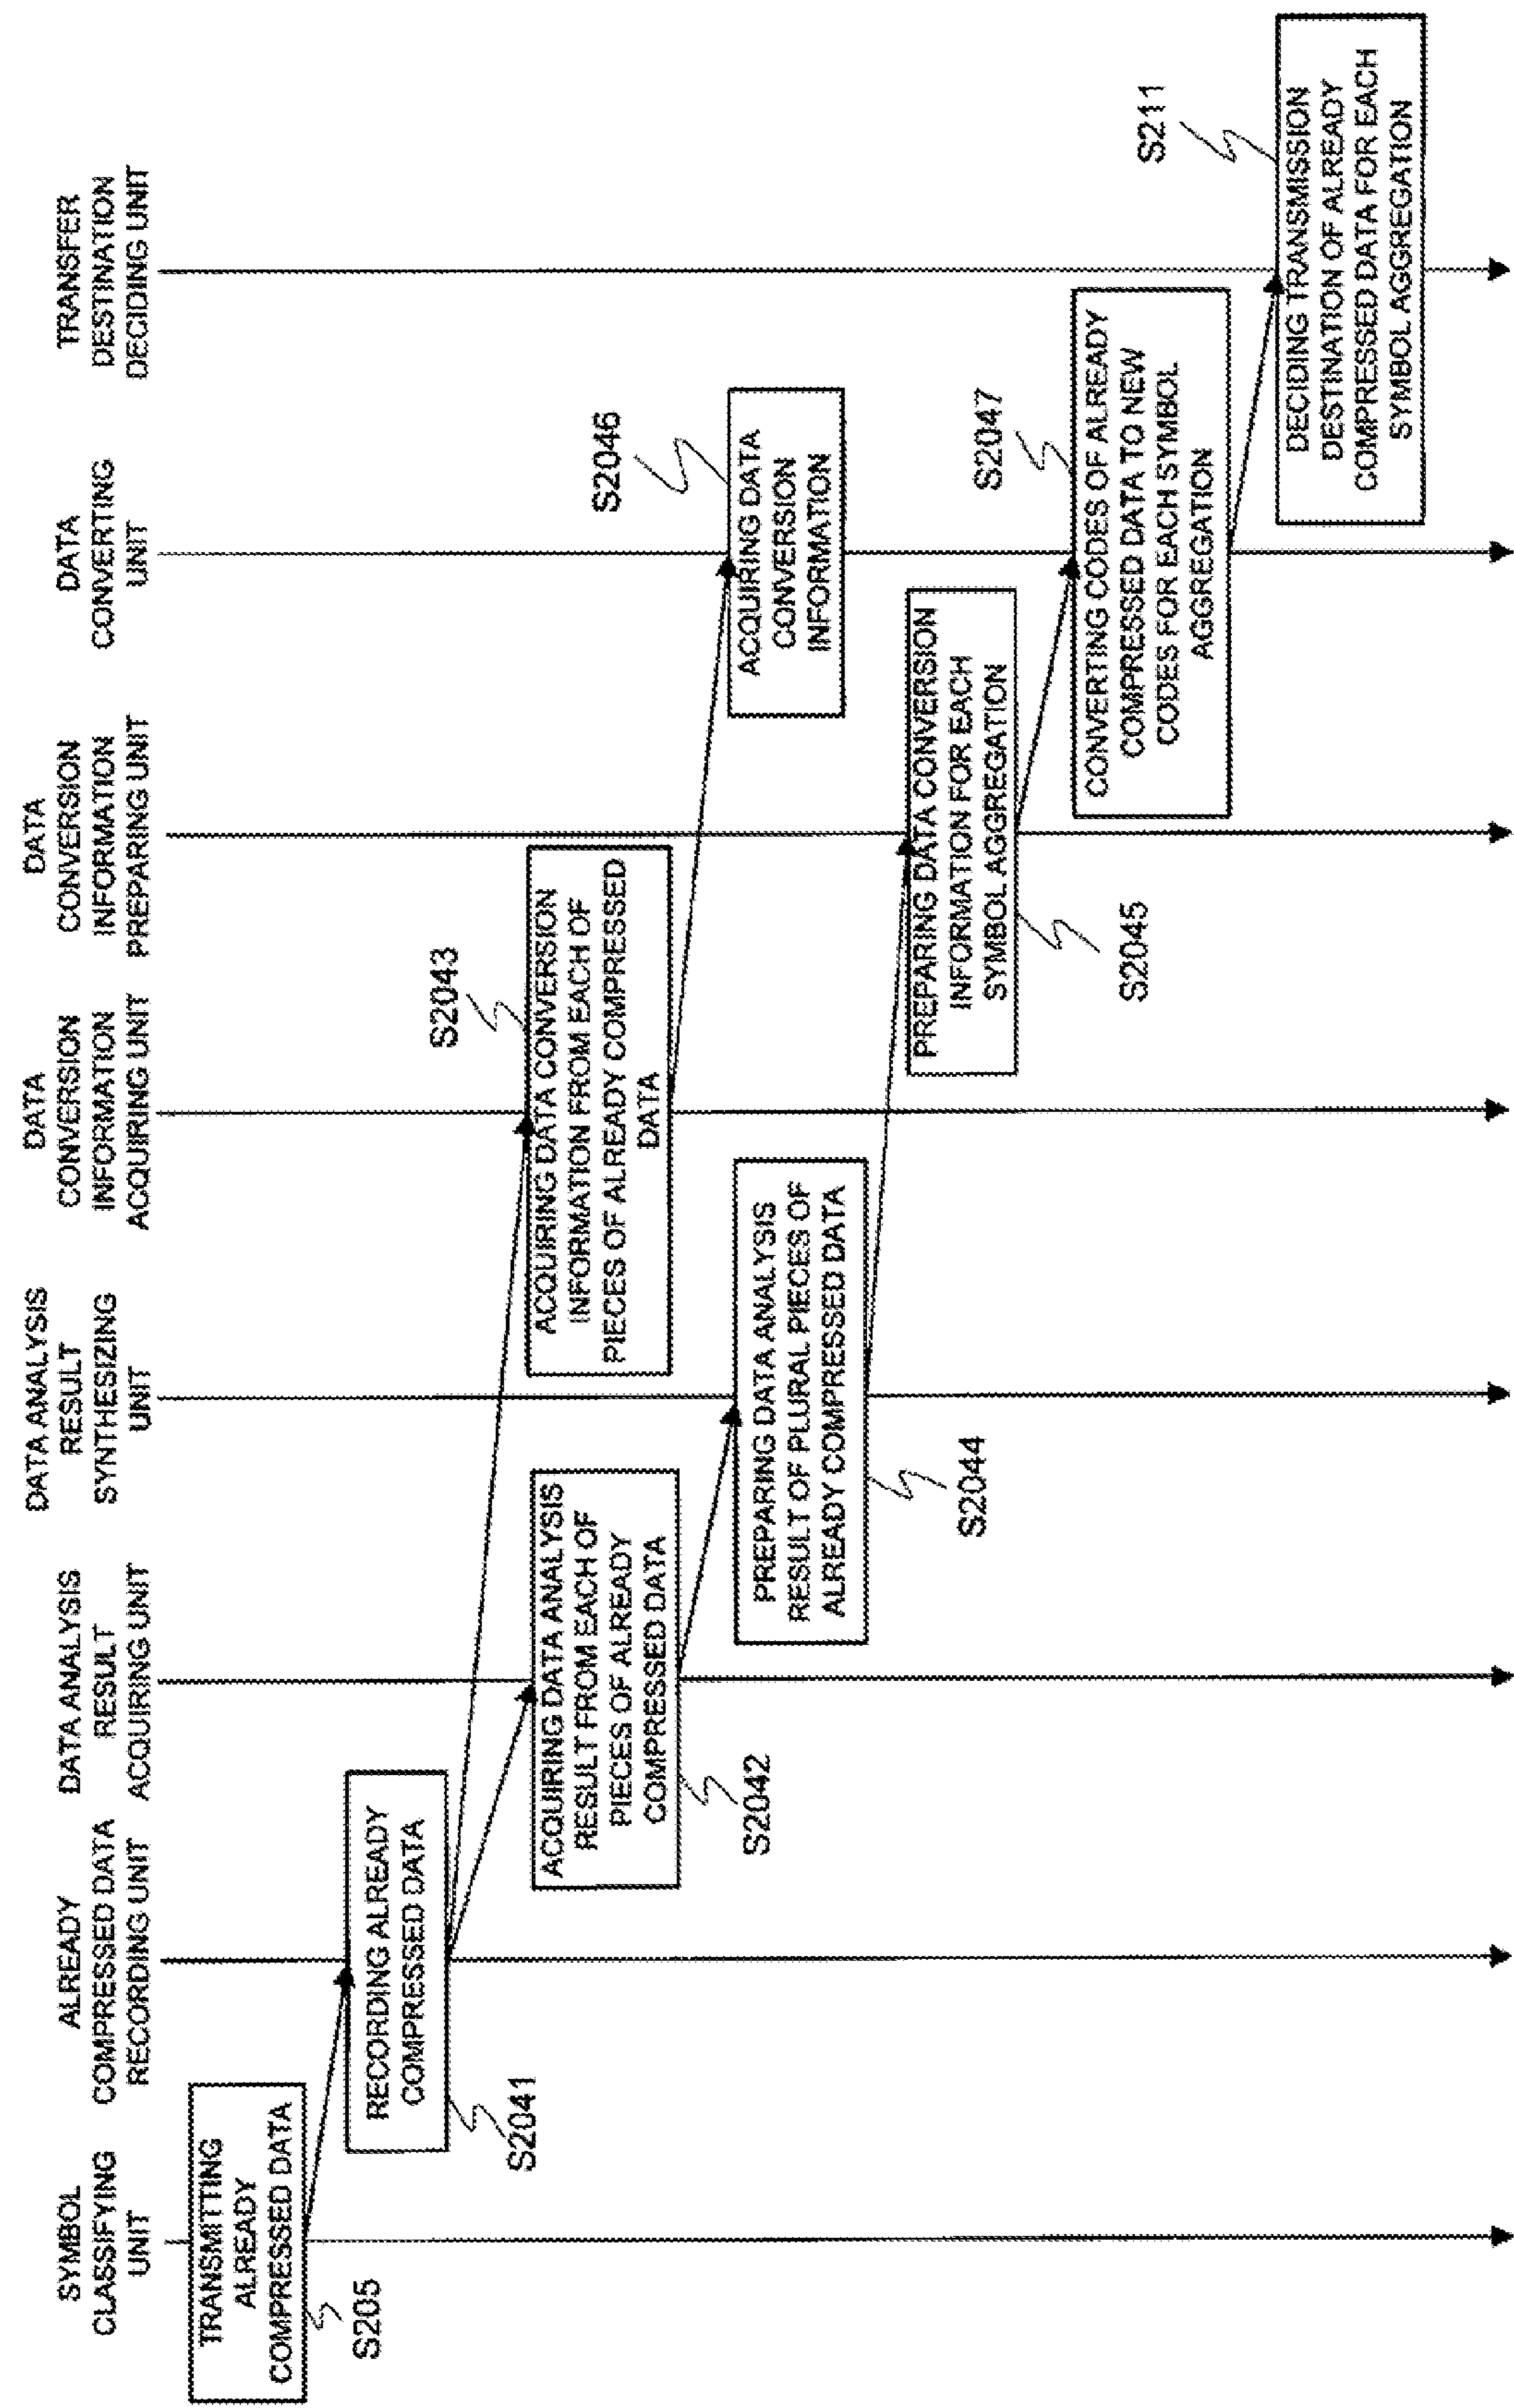 SYMBOL
CLASSIFYING
UNIT
ALREADY
COMPRESSED DATA
RECORDING UNIT
DATA ANALYSIS
RESULT
ACQUIRING UNIT
DATA ANALYSIS
RESULT
SYNTHESIZING
UNIT
DATA
CONVERSION
INFORMATION
ACQUIRING UNIT
DATA
CONVERSION
INFORMATION
PREPARING UNIT
DATA
CONVERTING
UNIT
TRANSFER
DESTINATION
DECIDING UNIT
TRANSMITTING
ALREADY
COMPRESSED DATA
S205
RECORDING ALREADY
COMPRESSED DATA
S2041
ACQUIRING DATA ANALYSIS
RESULT FROM EACH OF
PIECES OF ALREADY
COMPRESSED DATA
S2042
S2043
ACQUIRING DATA CONVERSION
INFORMATION FROM EACH OF
PIECES OF ALREADY COMPRESSED
DATA
PREPARING DATA ANALYSIS
RESULT OF PLURAL PIECES OF
ALREADY COMPRESSED DATA
S2044
S2046
ACQUIRING DATA
CONVERSION
INFORMATION
PREPARING DATA CONVERSION
INFORMATION FOR EACH
SYMBOL AGGREGATION
S2045
S2047
CONVERTING CODES OF ALREADY
COMPRESSED DATA TO NEW
CODES FOR EACH SYMBOL
AGGREGATION
S211
DECIDING TRANSMISSION
DESTINATION OF ALREADY
COMPRESSED DATA FOR EACH
SYMBOL AGGREGATION